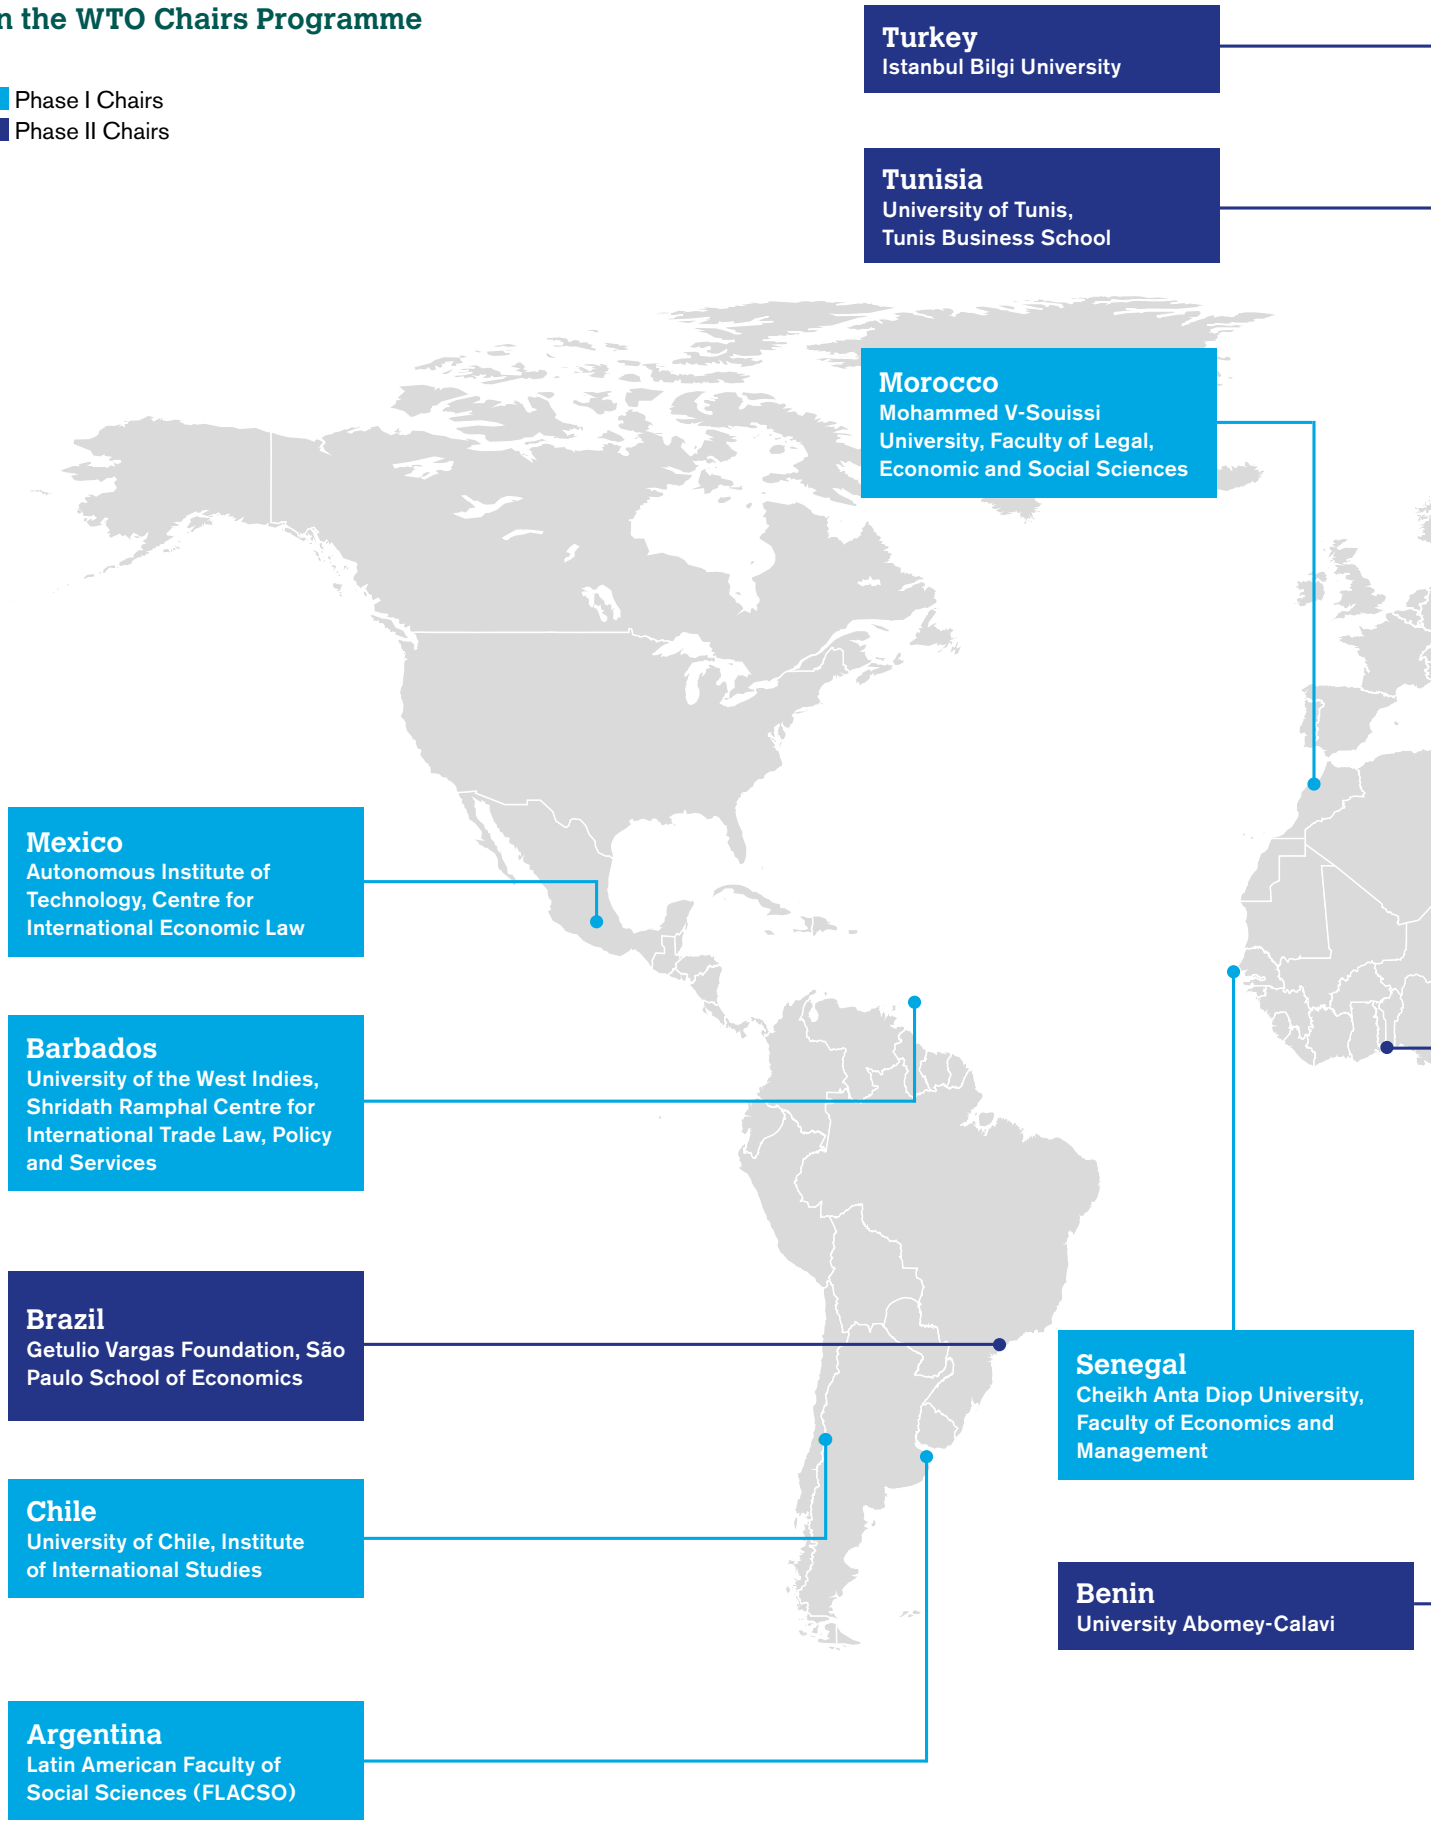 n the WTO Chairs Programme
Phase I Chairs
Phase II Chairs
Turkey
Istanbul Bilgi University
Tunisia
University of Tunis,
Tunis Business School
Morocco
Mohammed V-Souissi
University, Faculty of Legal,
Economic and Social Sciences
Mexico
Autonomous Institute of
Technology, Centre for
International Economic Law
Barbados
University of the West Indies,
Shridath Ramphal Centre for
International Trade Law, Policy
and Services
Brazil
Getulio Vargas Foundation, São
Paulo School of Economics
Senegal
Cheikh Anta Diop University,
Faculty of Economics and
Management
Chile
University of Chile, Institute
of International Studies
Benin
University Abomey-Calavi
Argentina
Latin American Faculty of
Social Sciences (FLACSO)